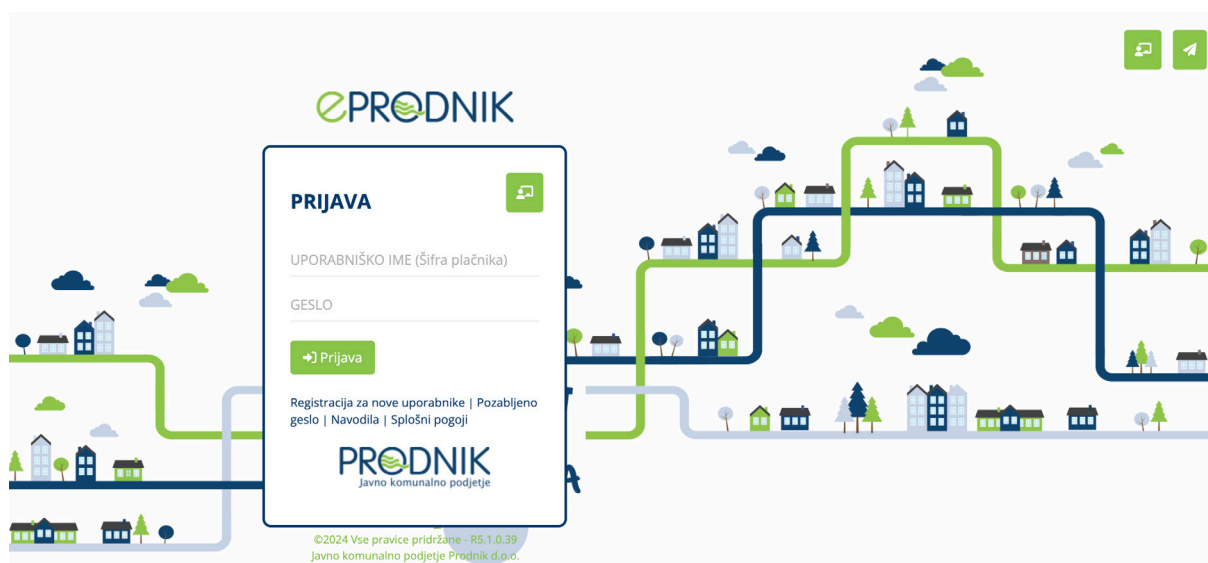 ePRODNIK
PRIJAVA
UPORABNIŠKO IME (Šifra plačnika)
GESLO
Prijava
Registracija za nove uporabnike | Pozabljeno
geslo | Navodila | Splošni pogoji
PRODNIK
Javno komunalno podjetje
©2024 Vse pravice pridržane - R5.1.0.39
Javno komunalno podjetje Prodnik d.o.o.